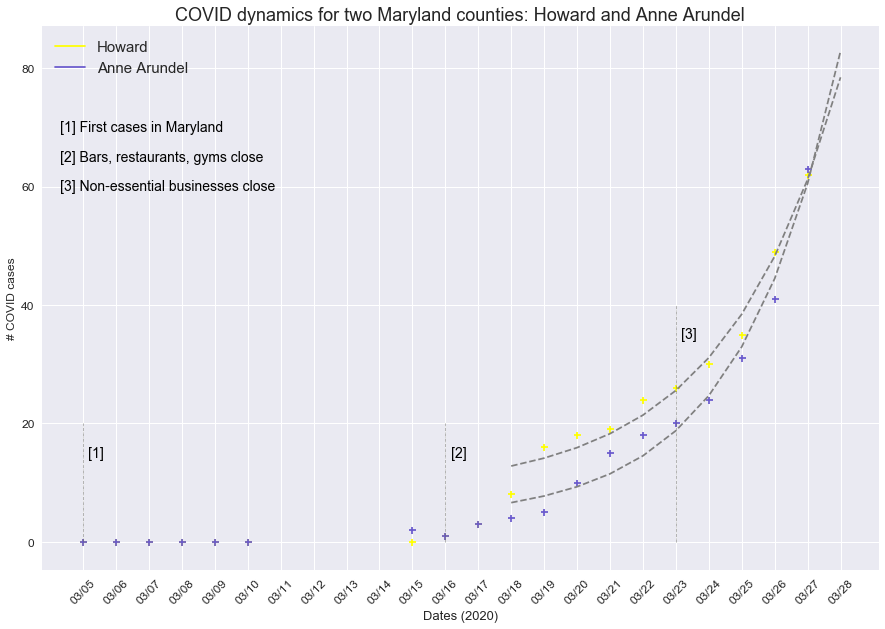 COVID dynamics for two Maryland counties: Howard and Anne Arundel
Howard
Anne Arundel
[1] First cases in Maryland
[2] Bars, restaurants, gyms close
[3] Non-essential businesses close
# COVID cases
80
60
40
20
0
[1]
[2]
[3]
03/05 03/06 03/07 03/08 03/09 03/10 03/11 03/12 03/13 03/14 03/15 03/16 03/17 03/18 03/19 03/20 03/21 03/22 03/23 03/24 03/25 03/26 03/27 03/28
Dates (2020)